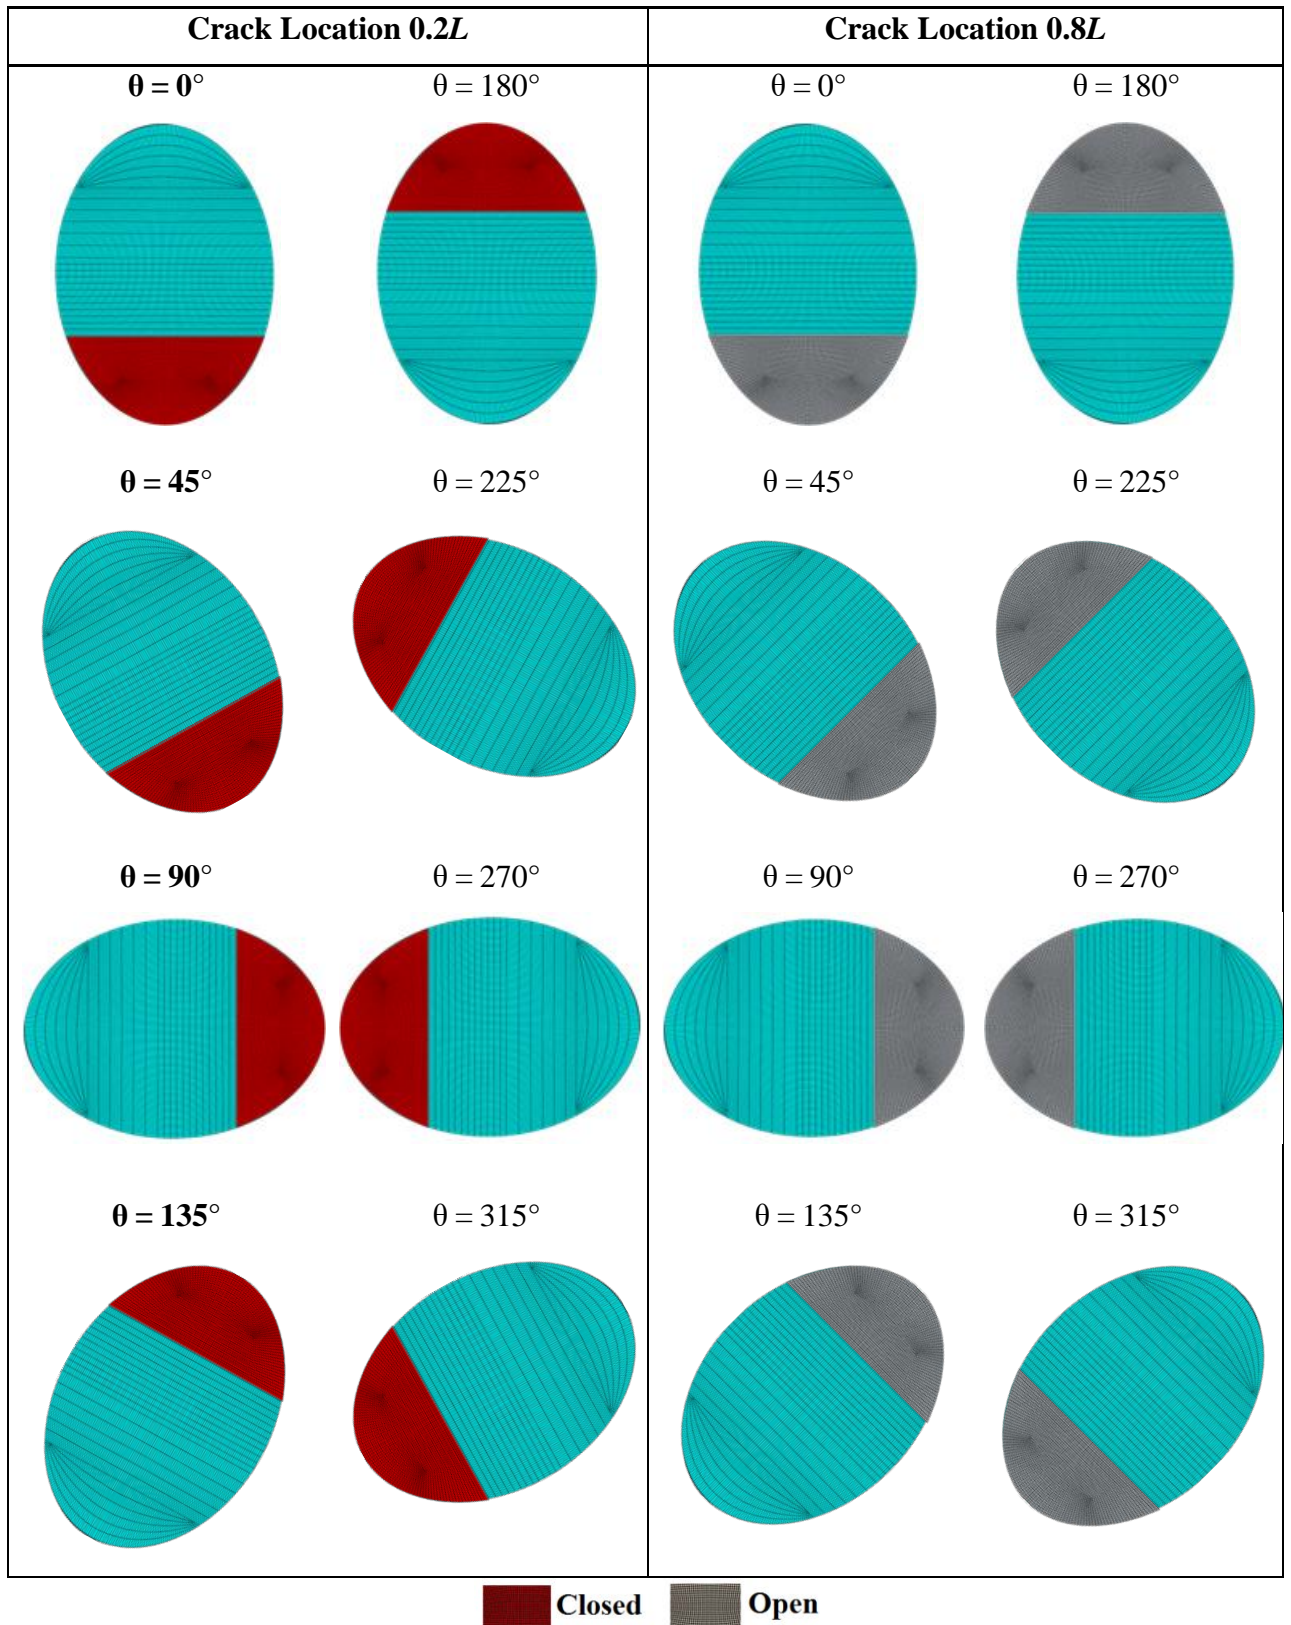 Crack Location 0.2L Crack Location 0.8L
θ = 0° θ = 180° θ = 0° θ = 180°
θ = 45° θ = 225° θ = 45° θ = 225°
θ = 90° θ = 270° θ = 90° θ = 270°
θ = 135° θ = 315° θ = 135° θ = 315°
Closed Open